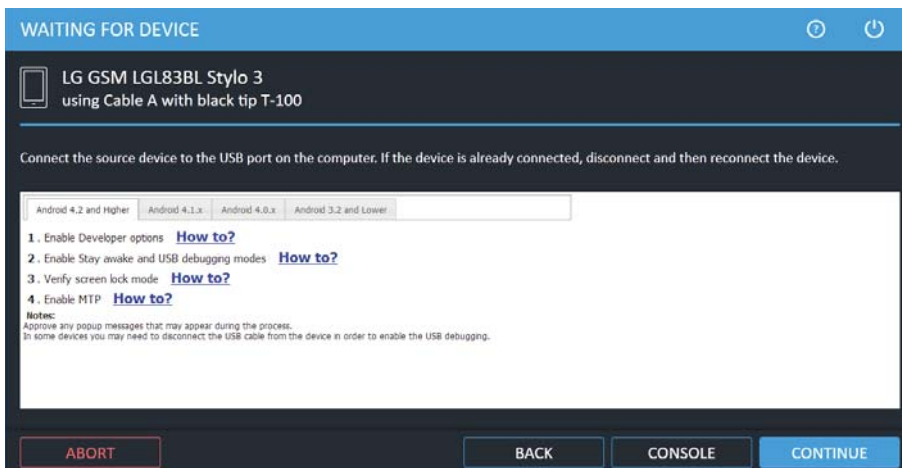 WAITING FOR DEVICE
LG GSM LGL83BL Stylo 3
using Cable A with black tip T-100
Connect the source device to the USB port on the computer. If the device is already connected, disconnect and then reconnect the device.
Android 4.2 and Higher Android 4.1.x Android 4.0.x Android 3.2 and Lower
1. Enable Developer options How to?
2. Enable Stay awake and USB debugging modes How to?
3. Verify screen lock mode How to?
4. Enable MTP How to?
Notes:
Approve any popup messages that may appear during the process.
In some devices you may need to disconnect the USB cable from the device in order to enable the USB debugging.
ABORT BACK CONSOLE CONTINUE